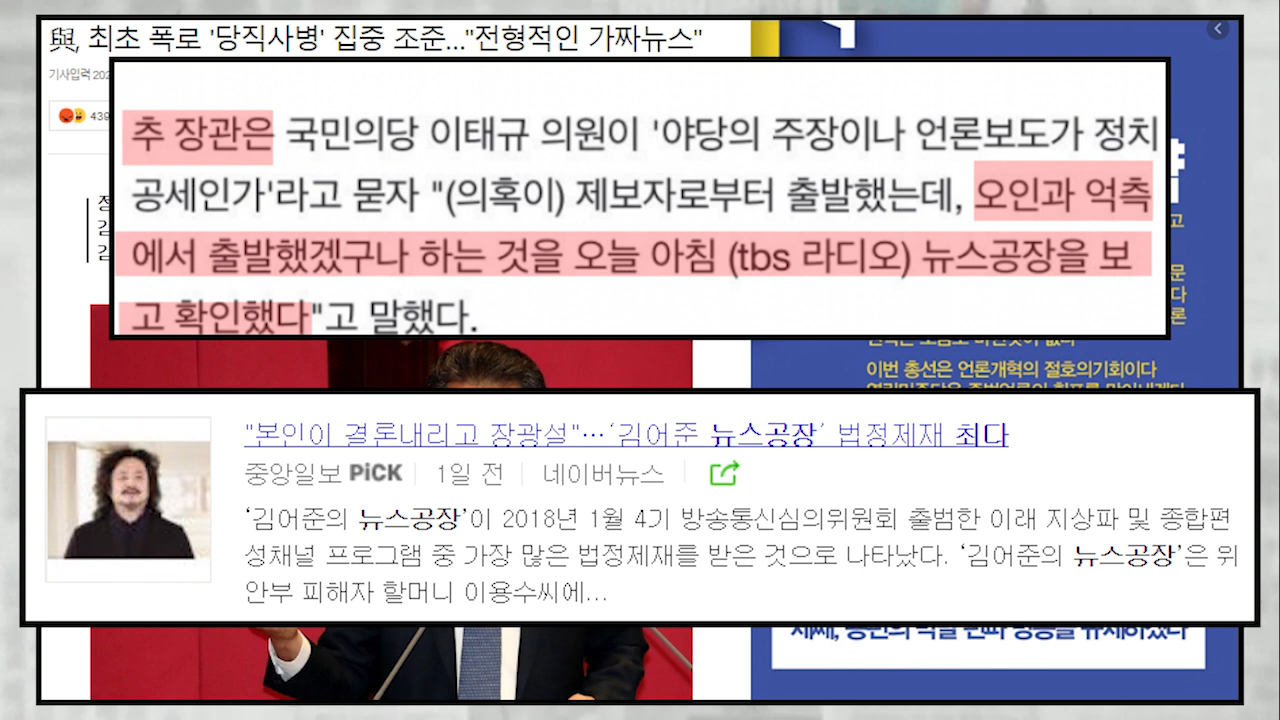 與, 최초 폭로 '당직사병' 집중 조준..."전형적인 가짜뉴스"
기사입력 202
439
추 장관은 국민의당 이태규 의원이 '야당의 주장이나 언론보도가 정치
공세인가'라고 묻자 "(의혹이) 제보자로부터 출발했는데, 오인과 억측
에서 출발했겠구나 하는 것을 오늘 아침 (tbs 라디오) 뉴스공장을 보
고 확인했다"고 말했다.
고
문
다
론
이번 총선은 언론개혁의 절호의기회이다
"본인이 결론내리고 장광설"…'김어준 뉴스공장' 법정제재 최다
중앙일보 PiCK 1일 전 네이버뉴스
‘김어준의 뉴스공장’이 2018년 1월 4기 방송통신심의위원회 출범한 이래 지상파 및 종합편
성채널 프로그램 중 가장 많은 법정제재를 받은 것으로 나타났다. ‘김어준의 뉴스공장’은 위
안부 피해자 할머니 이용수씨에...